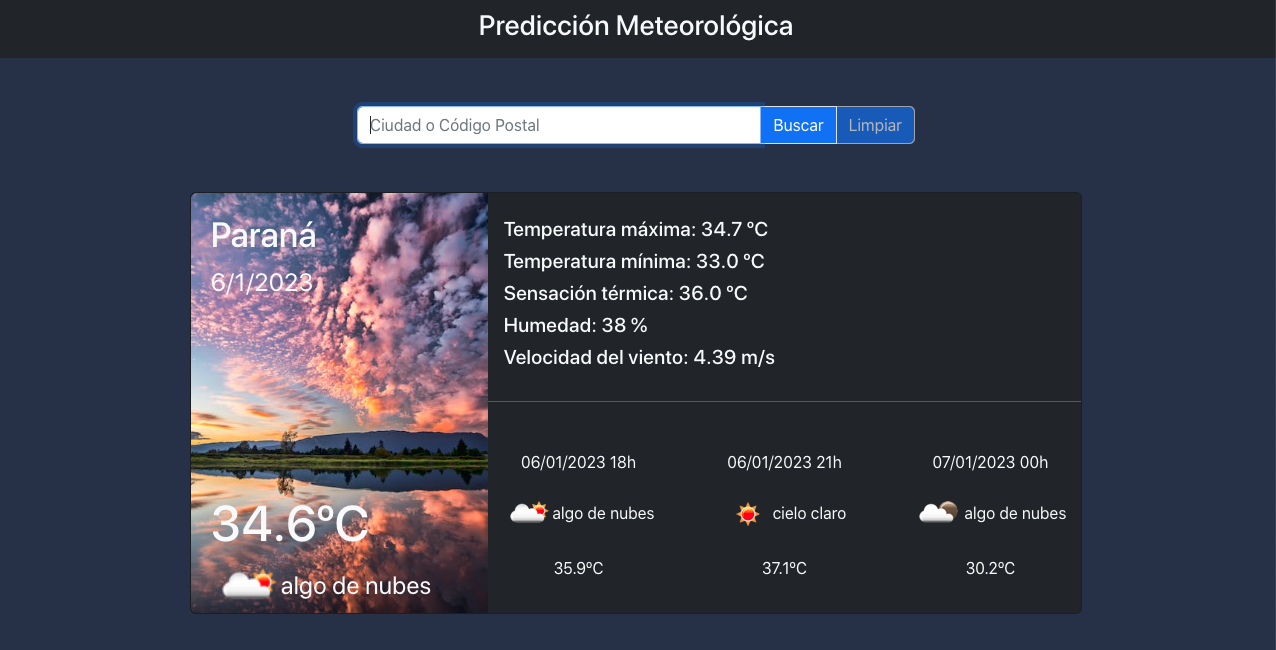 Predicción Meteorológica
Ciudad o Código Postal
Buscar
Limpiar
Paraná
6/1/2023
34.6ºC
algo de nubes
Temperatura máxima: 34.7 ºC
Temperatura mínima: 33.0 ºC
Sensación térmica: 36.0 ºC
Humedad: 38 %
Velocidad del viento: 4.39 m/s
06/01/2023 18h
algo de nubes
35.9ºC
06/01/2023 21h
cielo claro
37.1ºC
07/01/2023 00h
algo de nubes
30.2ºC